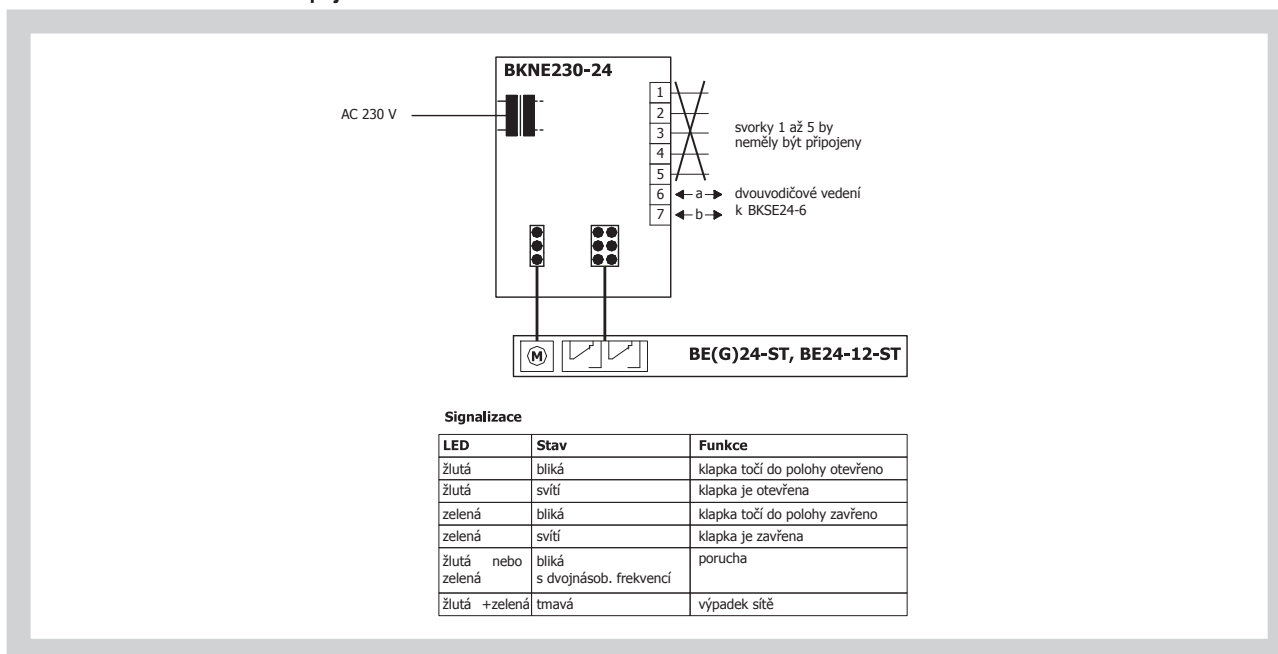 BKNE230-24
AC 230 V
1
2
3
4
5
6
7
svorky 1 až 5 by
neměly být připojeny
a
b
dvouvodičové vedení
k BKSE24-6
M
BE(G)24-ST, BE24-12-ST
Signalizace
LED Stav Funkce
žlutá bliká klapka točí do polohy otevřeno
žlutá svítí klapka je otevřena
zelená bliká klapka točí do polohy zavřeno
zelená svítí klapka je zavřena
žlutá nebo bliká porucha
zelená s dvojnásob. frekvencí
žlutá +zelená tmavá výpadek sítě